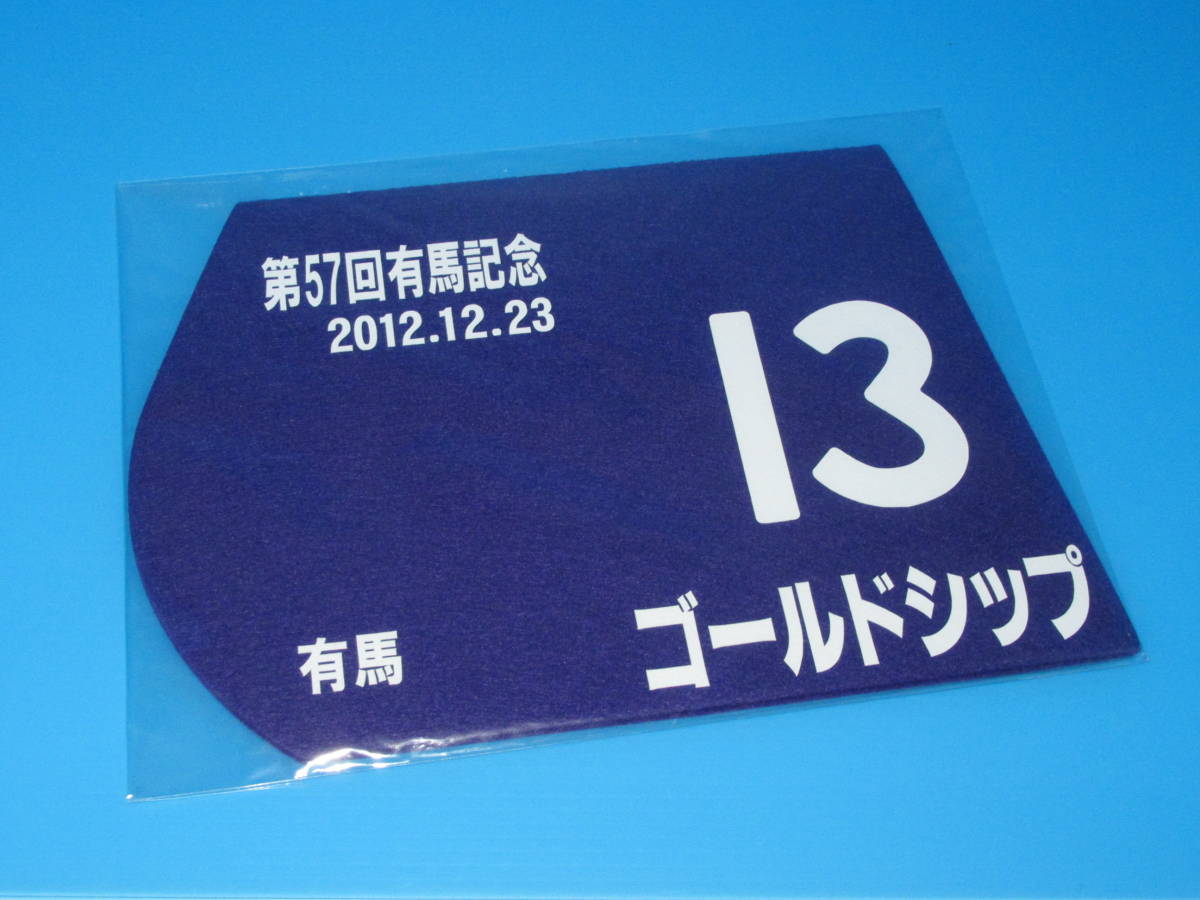 第57回有馬記念
2012.12.23
13
ゴールドシップ
有馬